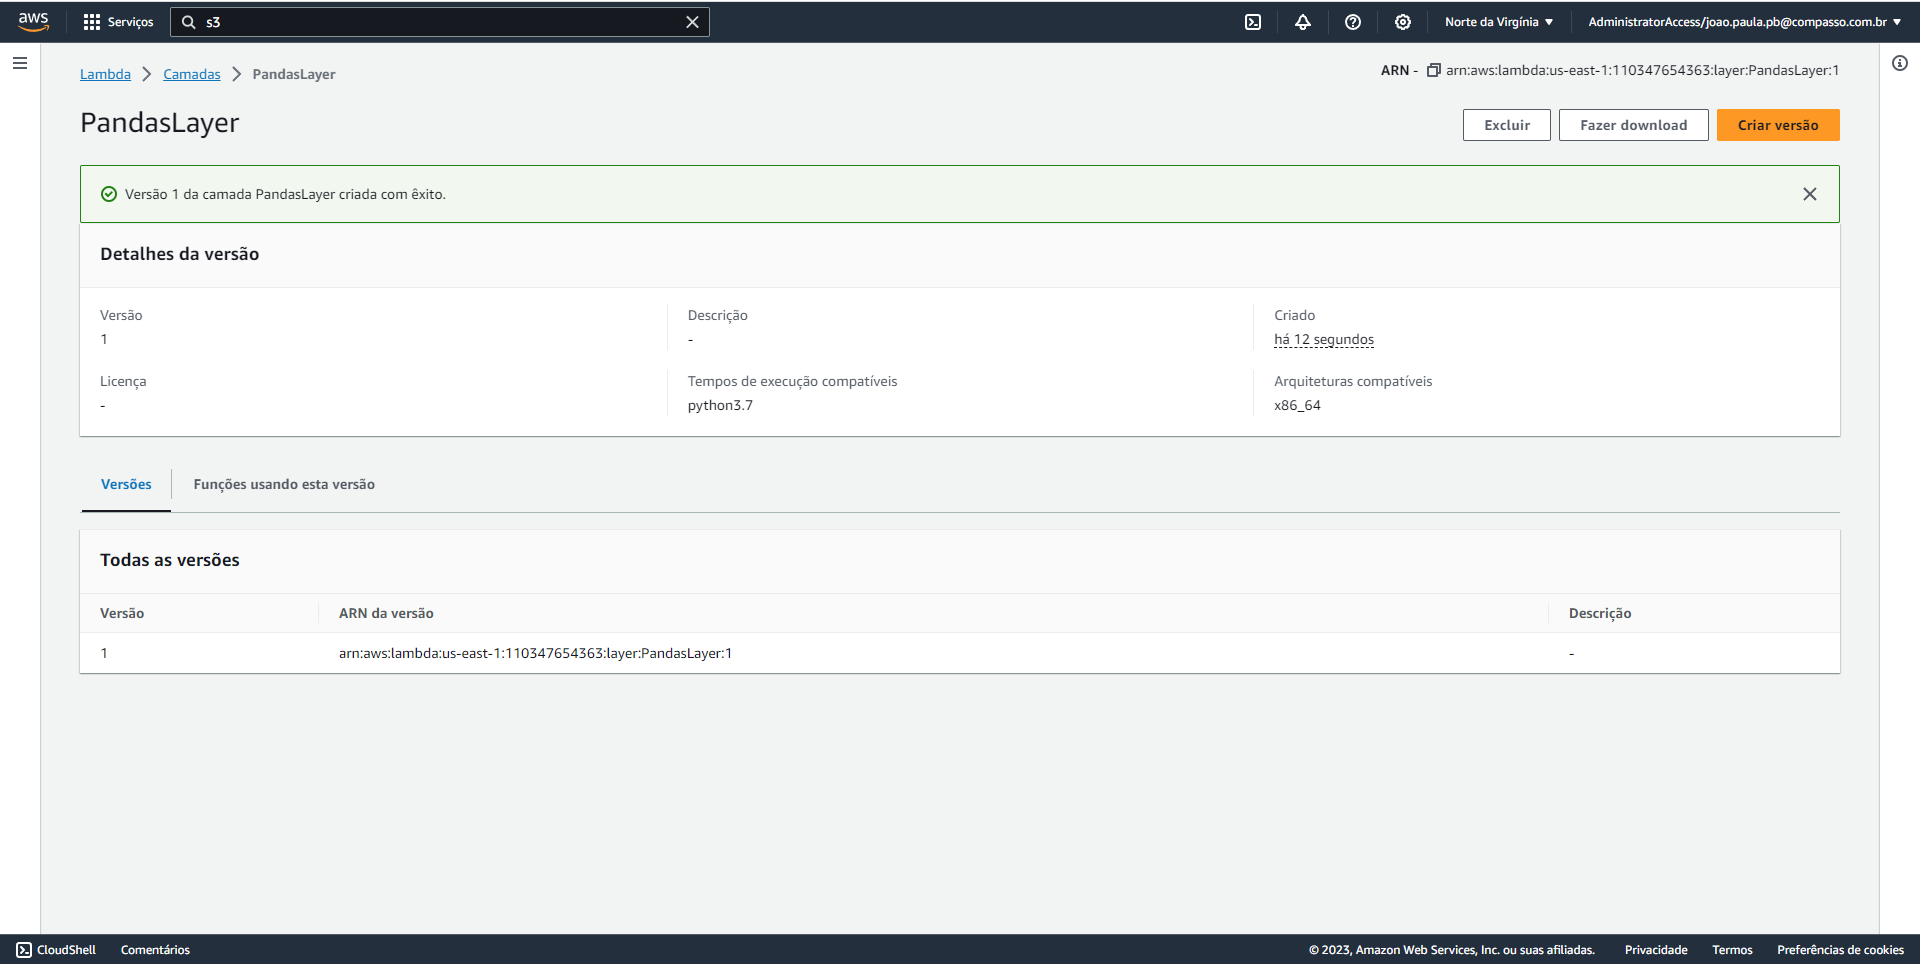 aws Serviços s3 Norte da Virgínia AdministratorAccess/joao.paula.pb@compasso.com.br
Lambda Camadas PandasLayer ARN - arn:aws:lambda:us-east-1:110347654363:layer:PandasLayer:1
PandasLayer Excluir Fazer download Criar versão
Versão 1 da camada PandasLayer criada com êxito.
Detalhes da versão
Versão Descrição Criado
1 - há 12 segundos
Licença Tempos de execução compatíveis Arquiteturas compatíveis
- python3.7 x86_64
Versões Funções usando esta versão
Todas as versões
Versão ARN da versão Descrição
1 arn:aws:lambda:us-east-1:110347654363:layer:PandasLayer:1 -
CloudShell Comentários © 2023, Amazon Web Services, Inc. ou suas afiliadas. Privacidade Termos Preferências de cookies